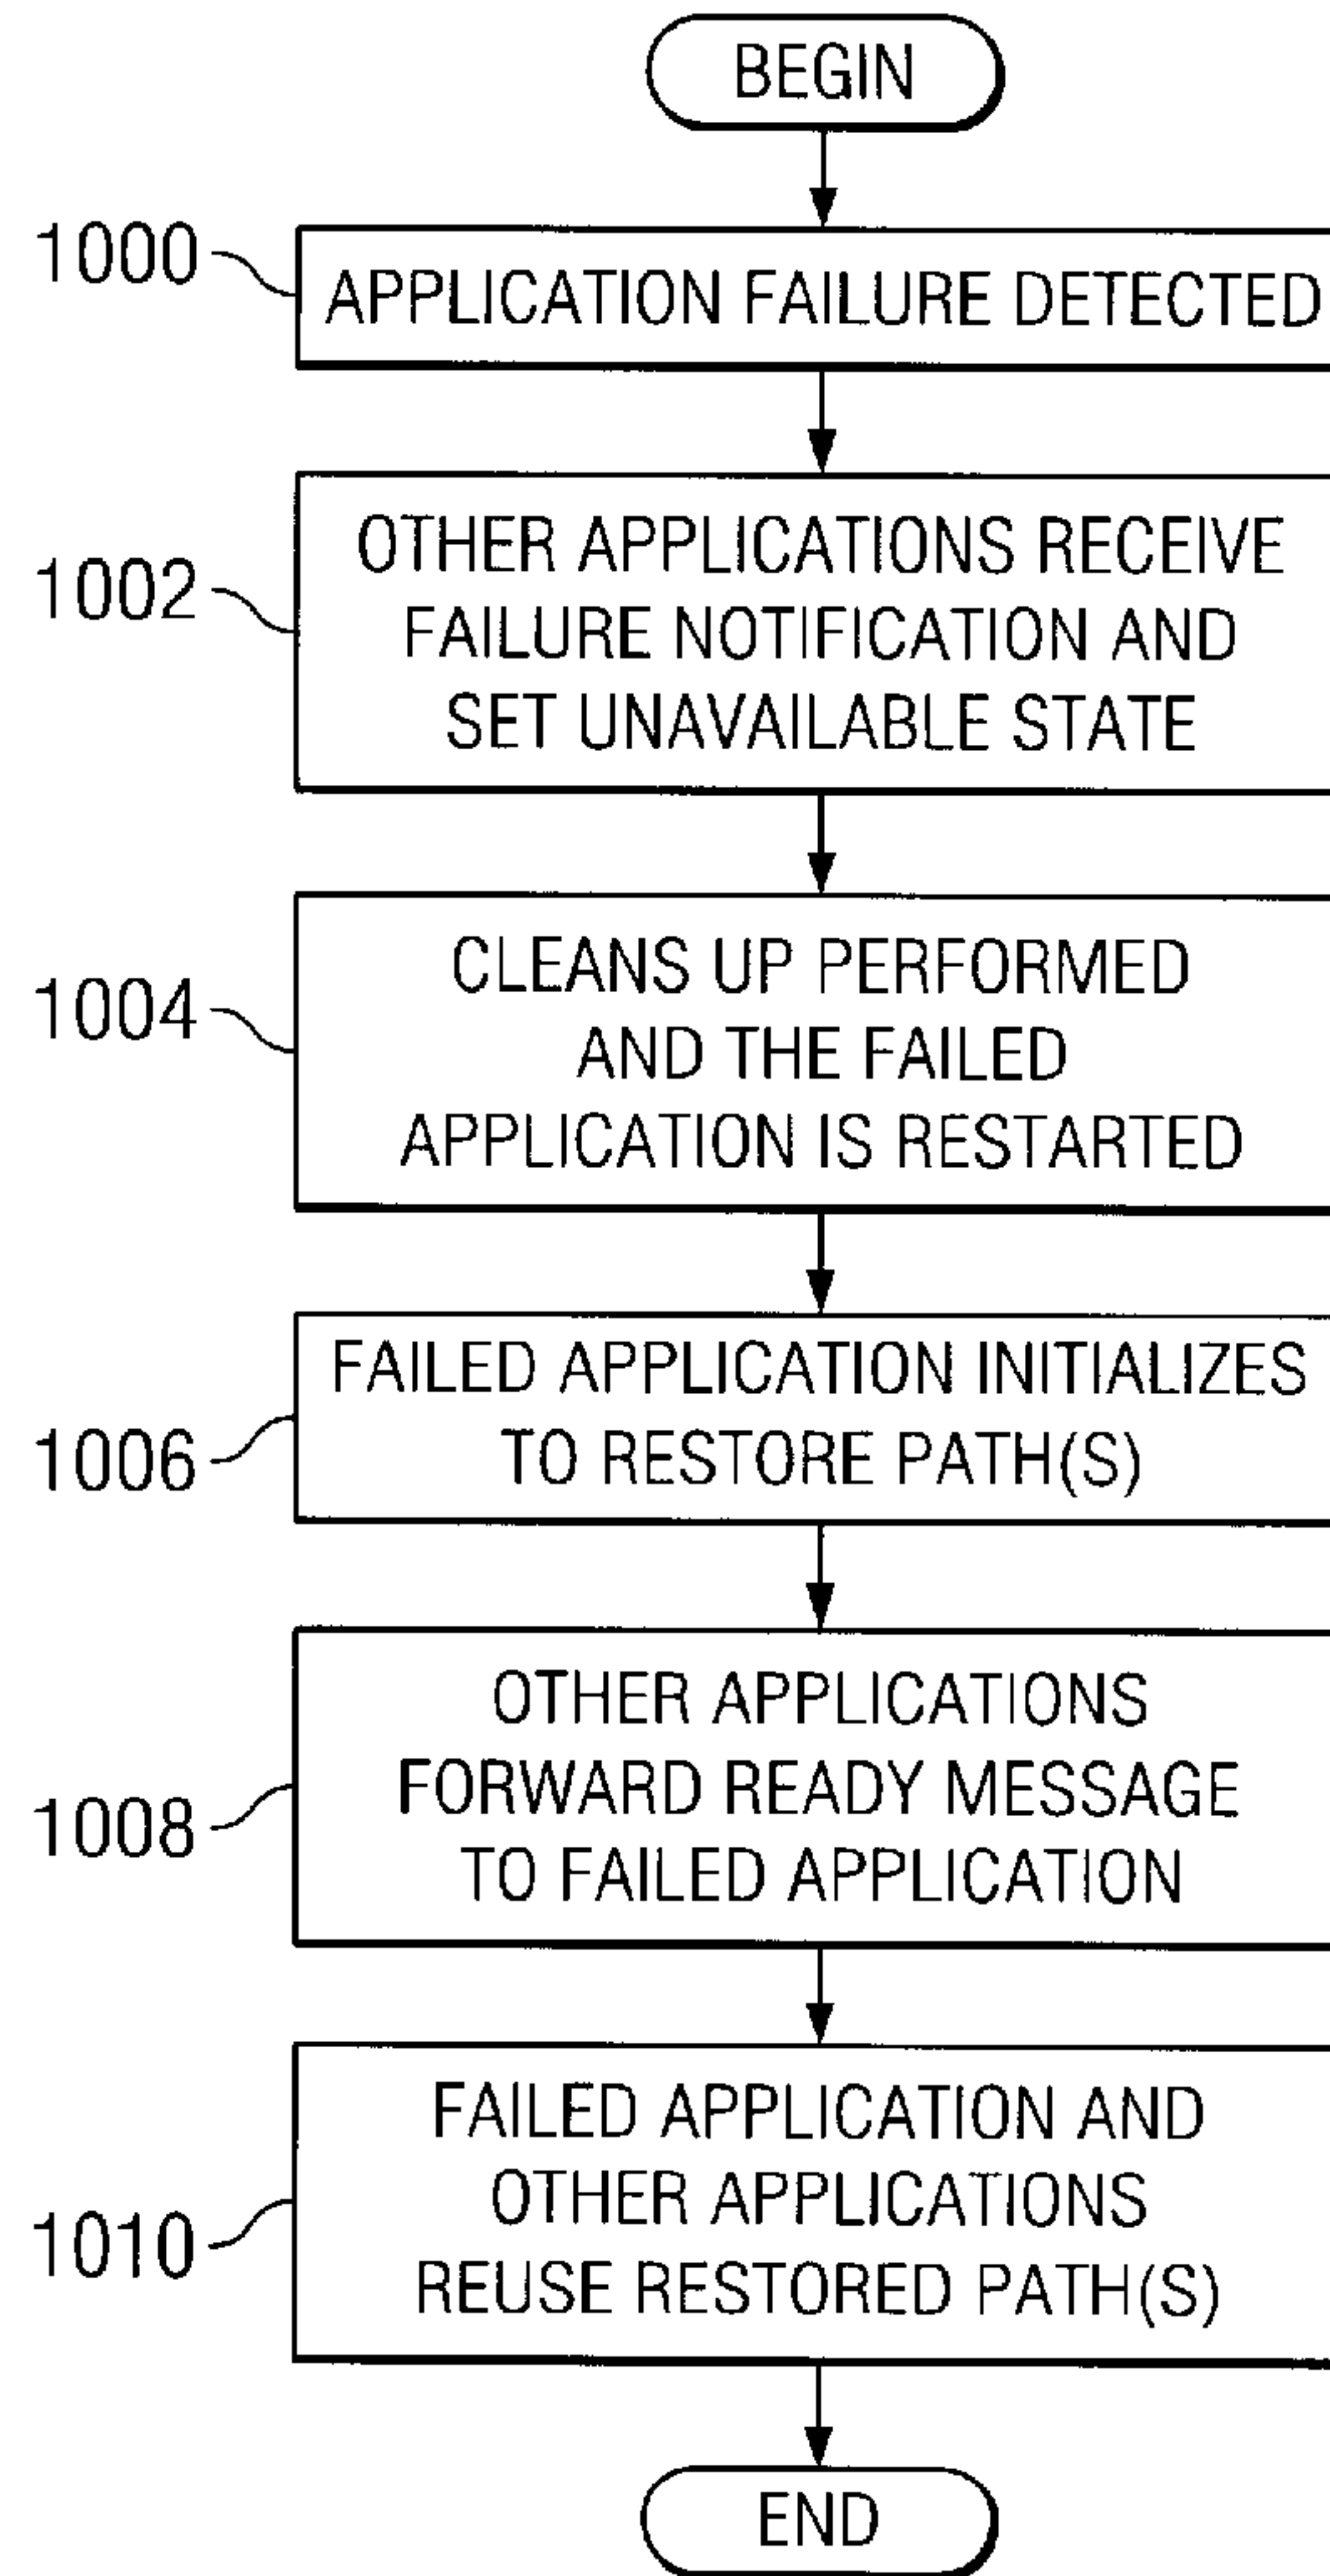 BEGIN
1000
APPLICATION FAILURE DETECTED
1002
OTHER APPLICATIONS RECEIVE
FAILURE NOTIFICATION AND
SET UNAVAILABLE STATE
1004
CLEANS UP PERFORMED
AND THE FAILED
APPLICATION IS RESTARTED
1006
FAILED APPLICATION INITIALIZES
TO RESTORE PATH(S)
1008
OTHER APPLICATIONS
FORWARD READY MESSAGE
TO FAILED APPLICATION
1010
FAILED APPLICATION AND
OTHER APPLICATIONS
REUSE RESTORED PATH(S)
END